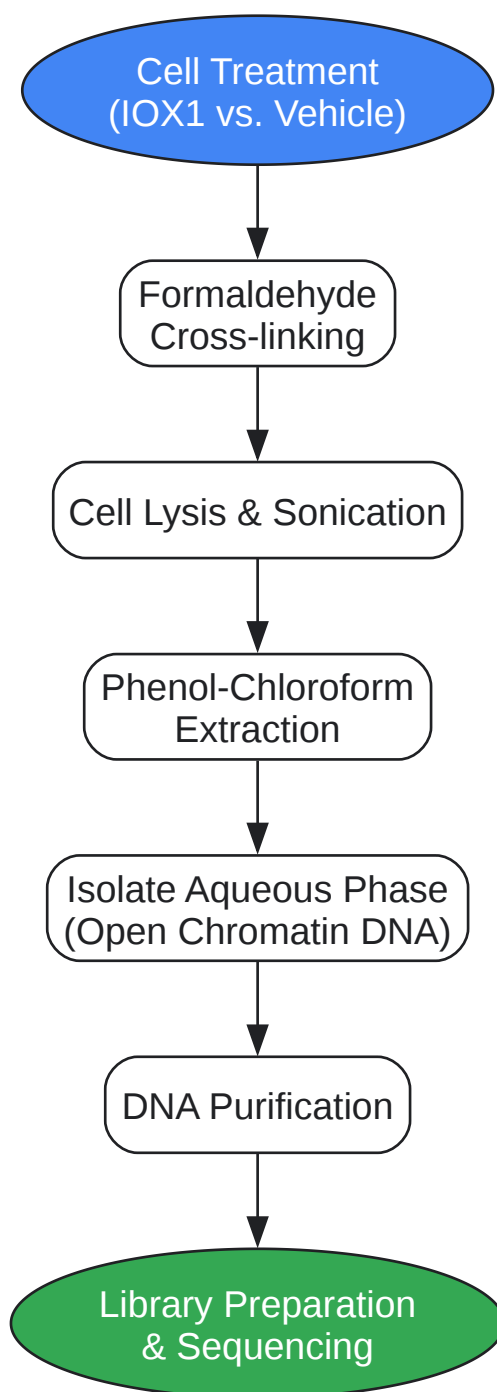 Cell Treatment
(IOX1 vs. Vehicle)
Formaldehyde
Cross-linking
Cell Lysis & Sonication
Phenol-Chloroform
Extraction
Isolate Aqueous Phase
(Open Chromatin DNA)
DNA Purification
Library Preparation
& Sequencing